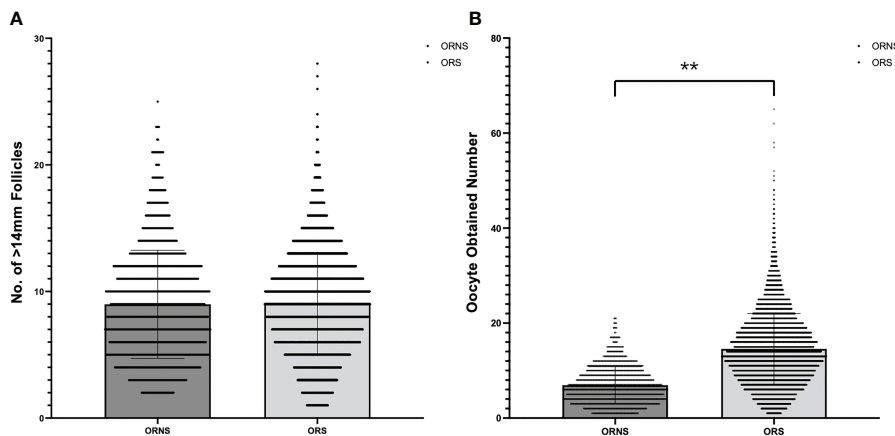 A
No. of >14mm Follicles
30
20
10
0
ORNS
ORS
ORNS
ORS
B
Oocyte Obtained Number
80
60
40
20
0
**
ORNS
ORS
ORNS
ORS